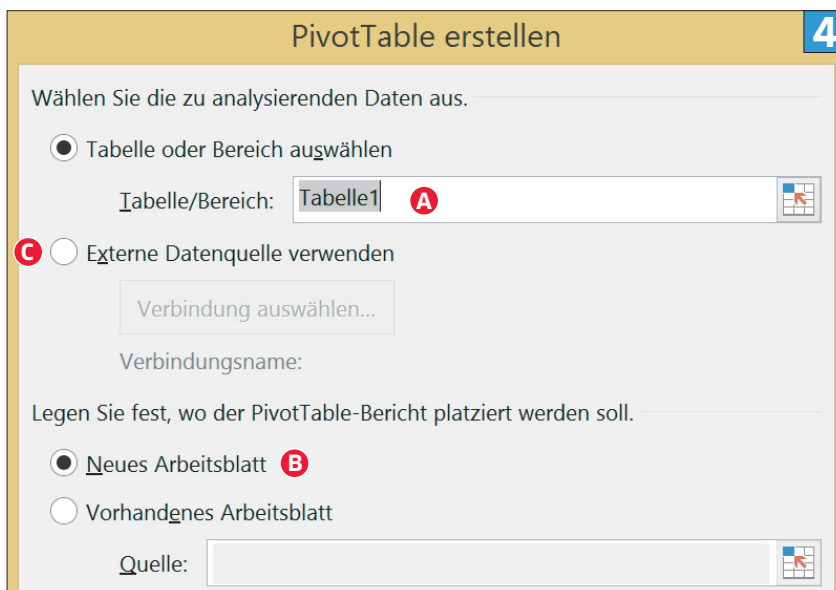 PivotTable erstellen 4
Wählen Sie die zu analysierenden Daten aus.
Tabelle oder Bereich auswählen
Tabelle/Bereich: Tabelle1 A
C Externe Datenquelle verwenden
Verbindung auswählen...
Verbindungsname:
Legen Sie fest, wo der PivotTable-Bericht platziert werden soll.
Neues Arbeitsblatt B
Vorhandenes Arbeitsblatt
Quelle: